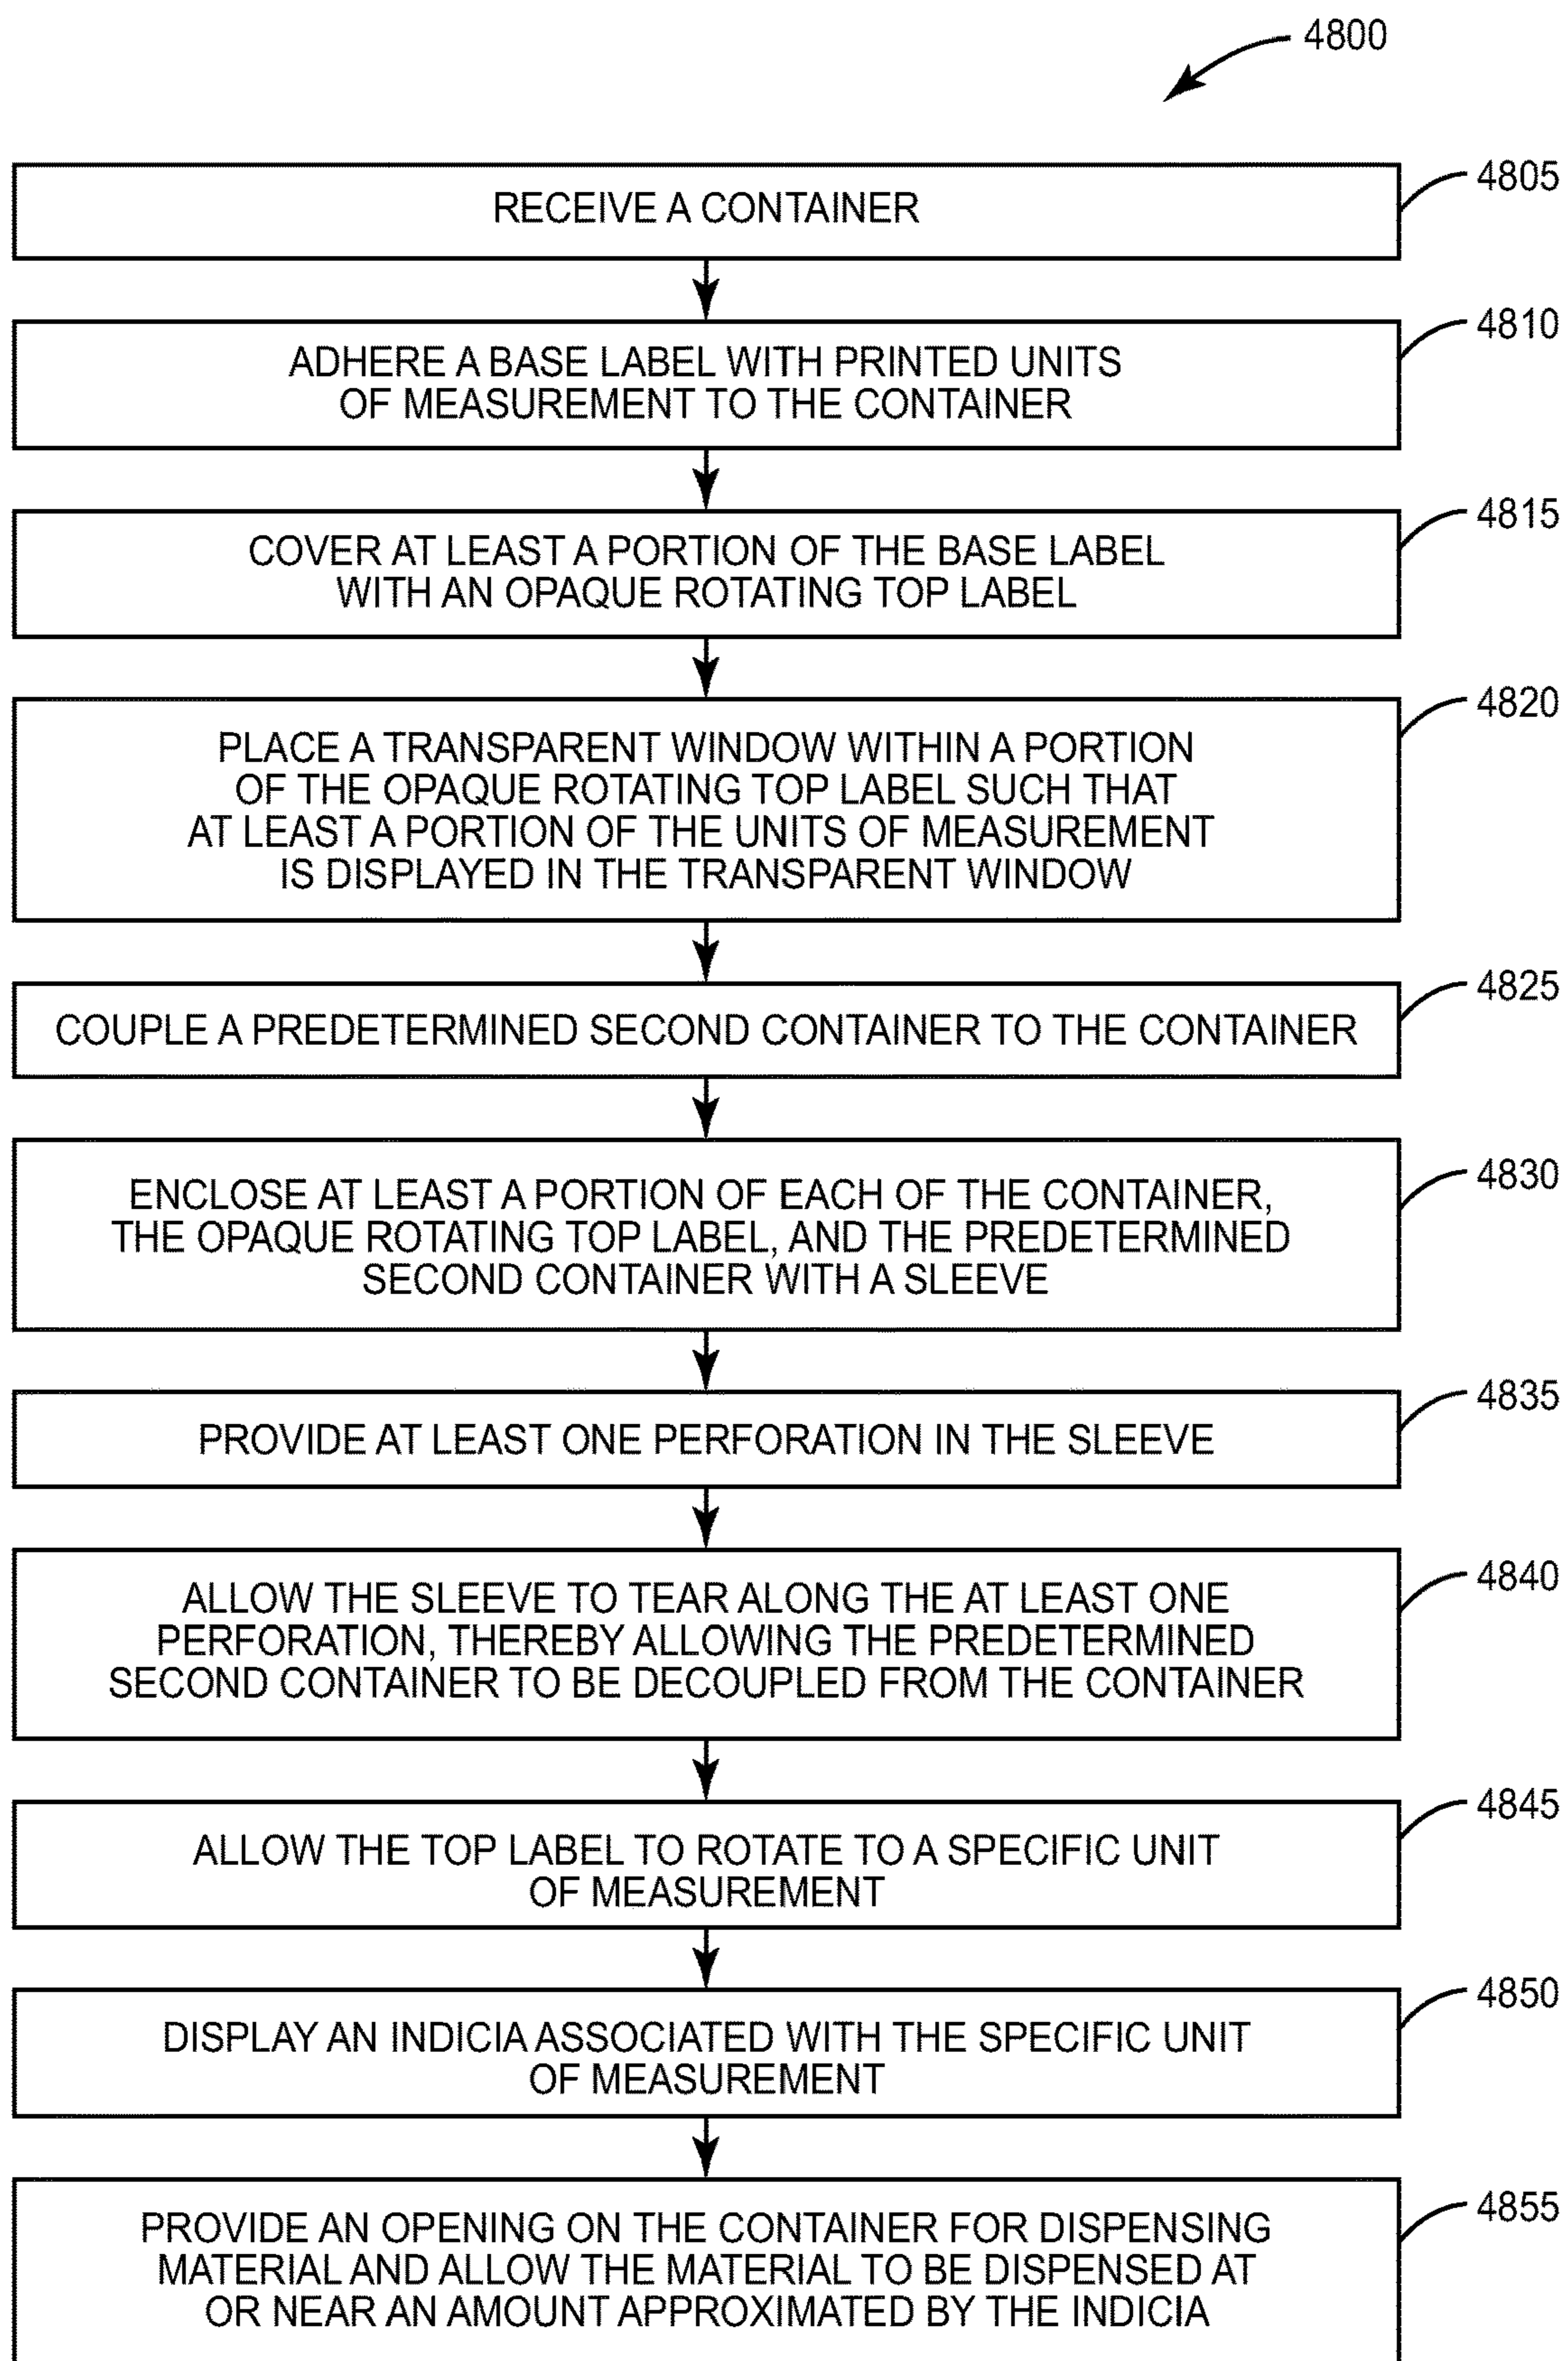 4800
RECEIVE A CONTAINER
4805
ADHERE A BASE LABEL WITH PRINTED UNITS
OF MEASUREMENT TO THE CONTAINER
4810
COVER AT LEAST A PORTION OF THE BASE LABEL
WITH AN OPAQUE ROTATING TOP LABEL
4815
PLACE A TRANSPARENT WINDOW WITHIN A PORTION
OF THE OPAQUE ROTATING TOP LABEL SUCH THAT
AT LEAST A PORTION OF THE UNITS OF MEASUREMENT
IS DISPLAYED IN THE TRANSPARENT WINDOW
4820
COUPLE A PREDETERMINED SECOND CONTAINER TO THE CONTAINER
4825
ENCLOSE AT LEAST A PORTION OF EACH OF THE CONTAINER,
THE OPAQUE ROTATING TOP LABEL, AND THE PREDETERMINED
SECOND CONTAINER WITH A SLEEVE
4830
PROVIDE AT LEAST ONE PERFORATION IN THE SLEEVE
4835
ALLOW THE SLEEVE TO TEAR ALONG THE AT LEAST ONE
PERFORATION, THEREBY ALLOWING THE PREDETERMINED
SECOND CONTAINER TO BE DECOUPLED FROM THE CONTAINER
4840
ALLOW THE TOP LABEL TO ROTATE TO A SPECIFIC UNIT
OF MEASUREMENT
4845
DISPLAY AN INDICIA ASSOCIATED WITH THE SPECIFIC UNIT
OF MEASUREMENT
4850
PROVIDE AN OPENING ON THE CONTAINER FOR DISPENSING
MATERIAL AND ALLOW THE MATERIAL TO BE DISPENSED AT
OR NEAR AN AMOUNT APPROXIMATED BY THE INDICIA
4855